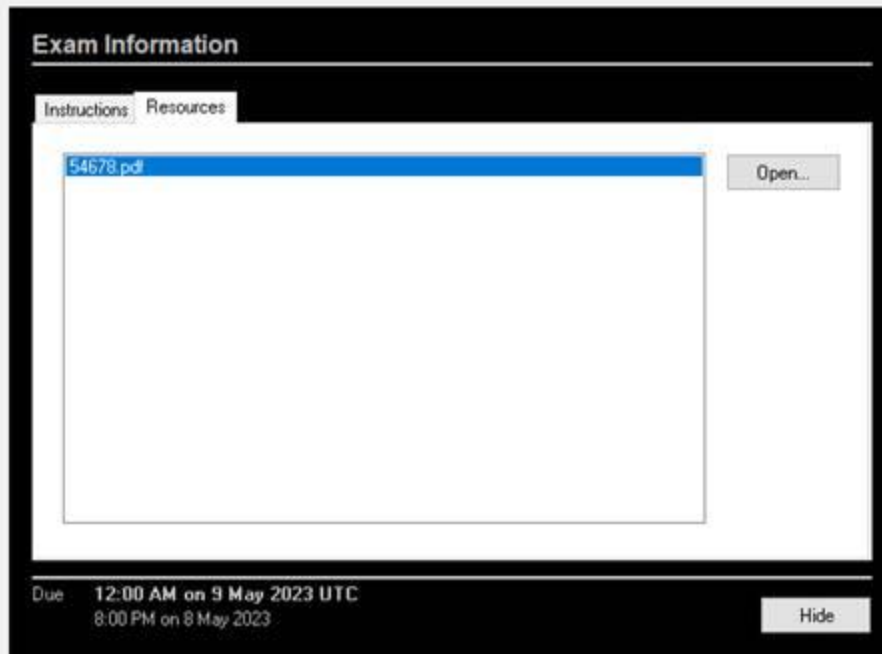 Exam Information
Instructions Resources
54678.pdf
Open...
Due 12:00 AM on 9 May 2023 UTC
8:00 PM on 8 May 2023
Hide